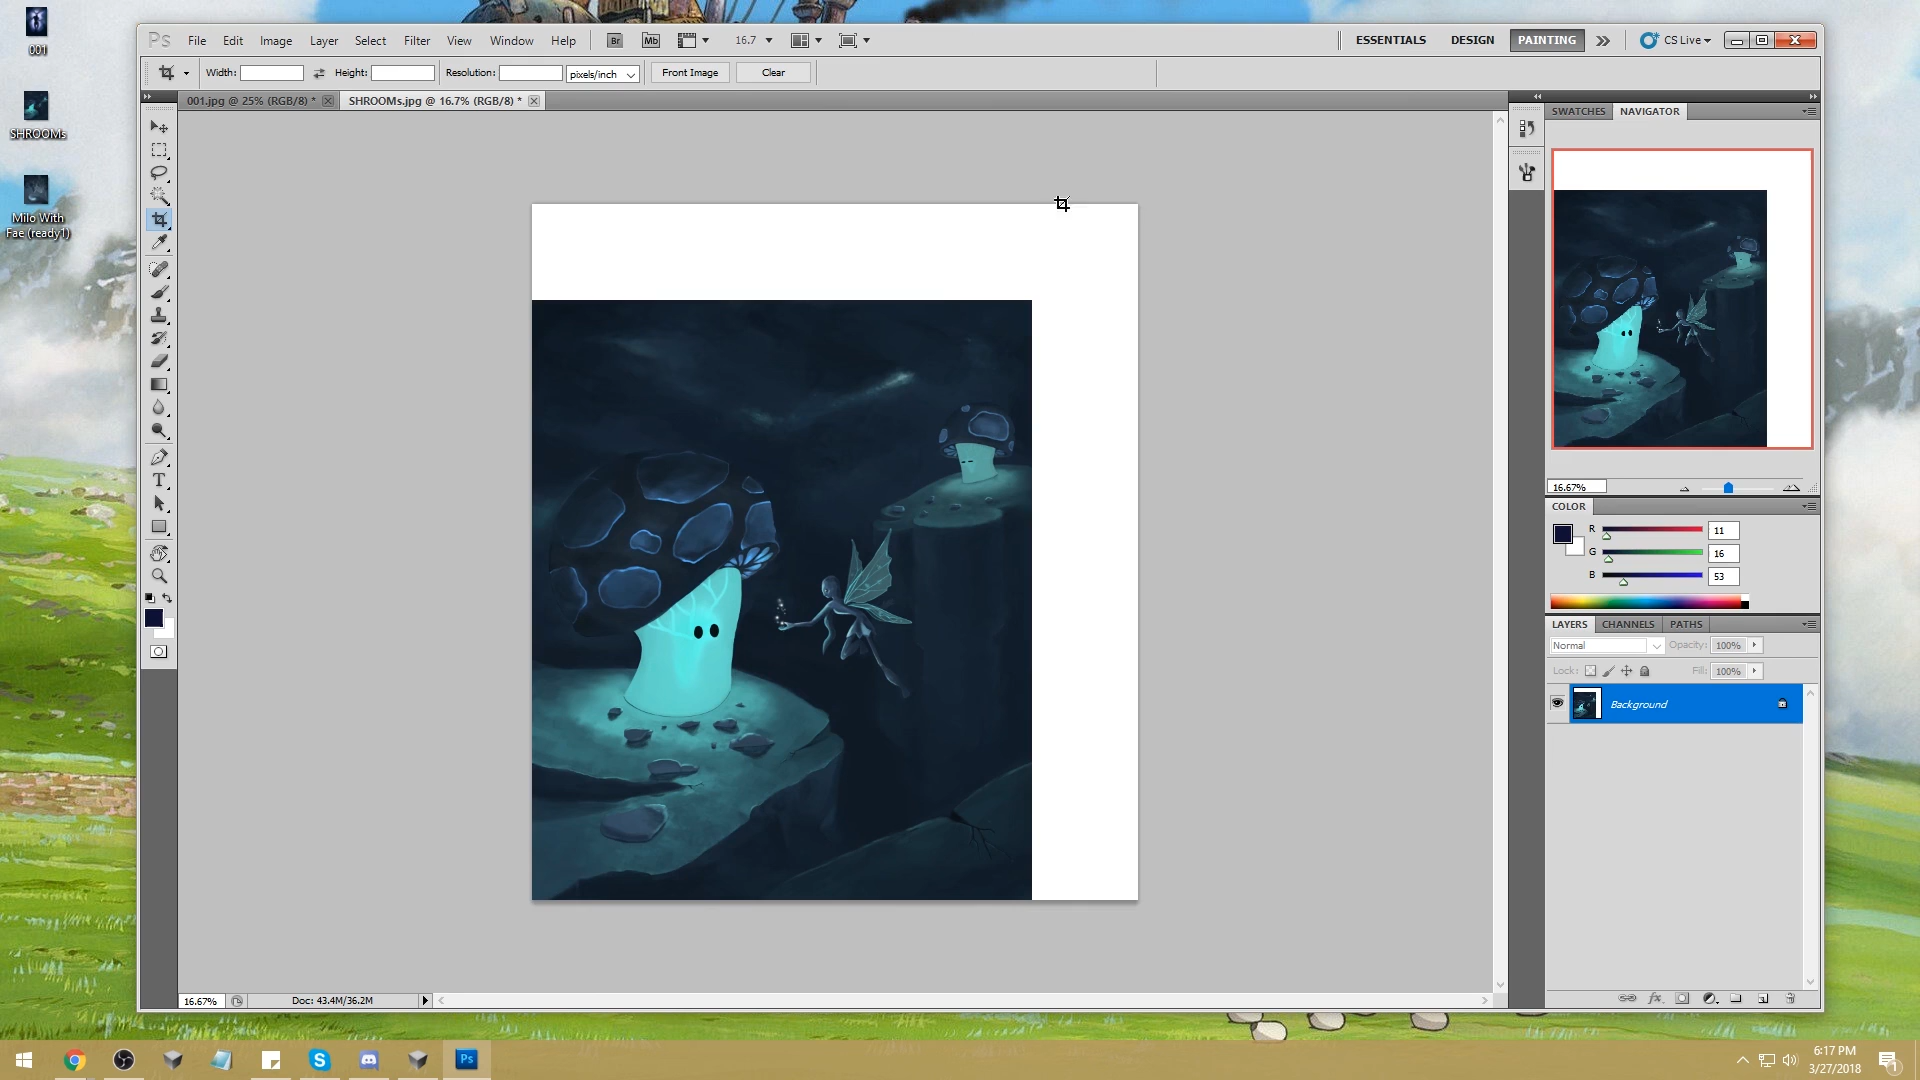 001
SHROOMs
Milo With
Fae (ready1)
Ps File Edit Image Layer Select Filter View Window Help Br Mb 16.7 ESSENTIALS DESIGN PAINTING CS Live
Width: Height: Resolution: pixels/inch Front Image Clear
001.jpg @ 25% (RGB/8) * SHROOMs.jpg @ 16.7% (RGB/8) *
SWATCHES NAVIGATOR
16.67%
COLOR
R 11
G 16
B 53
LAYERS CHANNELS PATHS
Normal Opacity: 100%
Lock: Fill: 100%
Background
T
fx
16.67% Doc: 43.4M/36.2M
Ps
6:17 PM
3/27/2018
1